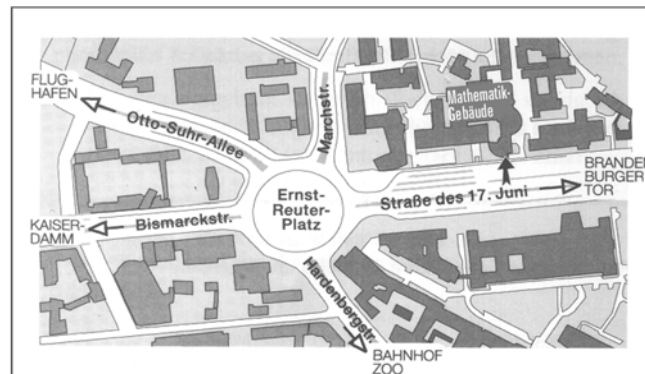 FLUG-
HAFEN
Otto-Suhr-Allee
Marchstr.
Mathematik-
Gebäude
BRANDEN
BURGER
TOR
Straße des 17. Juni
Ernst-
Reuter-
Platz
KAISER-
DAMM
Bismarckstr.
Hardenbergstr.
BAHNHOF
ZOO